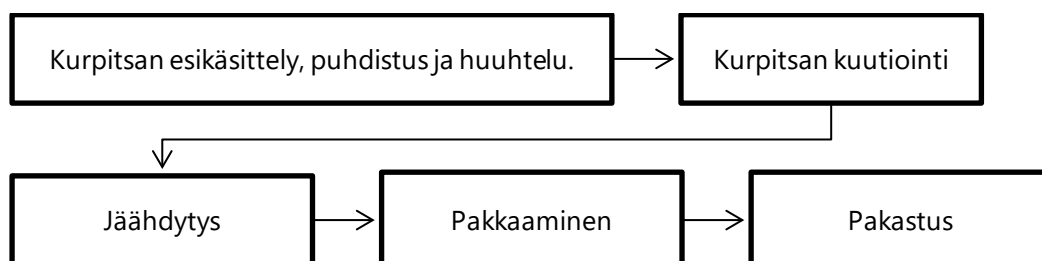 Kurpitsan esikäsittely, puhdistus ja huuhtelu.
Kurpitsan kuutiointi
Jäähdytys
Pakkaaminen
Pakastus